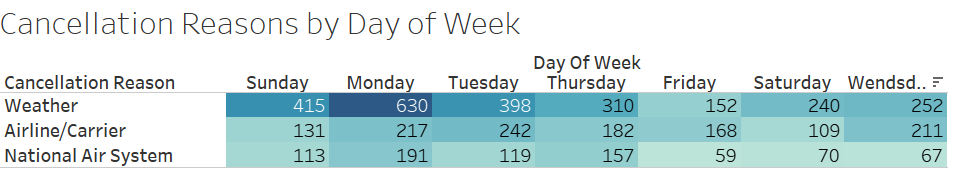 Cancellation Reasons by Day of Week
Day Of Week
Cancellation Reason Sunday Monday Tuesday Thursday Friday Saturday Wendsd..
Weather 415 630 398 310 152 240 252
Airline/Carrier 131 217 242 182 168 109 211
National Air System 113 191 119 157 59 70 67